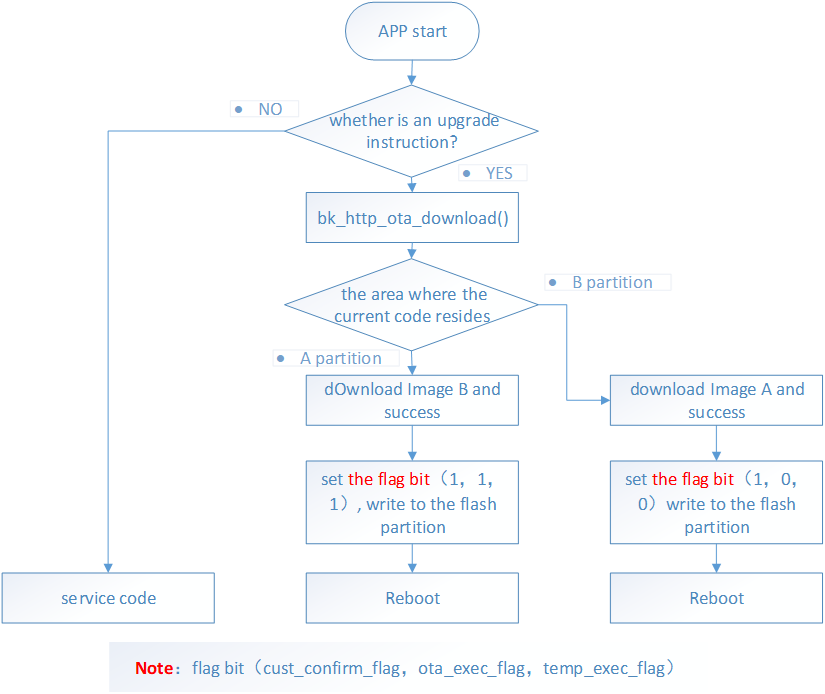 APP start
NO
whether is an upgrade
instruction?
YES
bk_http_ota_download()
the area where the
current code resides
B partition
A partition
dOwnload Image B and
success
download Image A and
success
set the flag bit（1，1，
1）, write to the flash
partition
set the flag bit（1，0，
0）write to the flash
partition
service code
Reboot
Reboot
Note：flag bit（cust_confirm_flag，ota_exec_flag，temp_exec_flag）